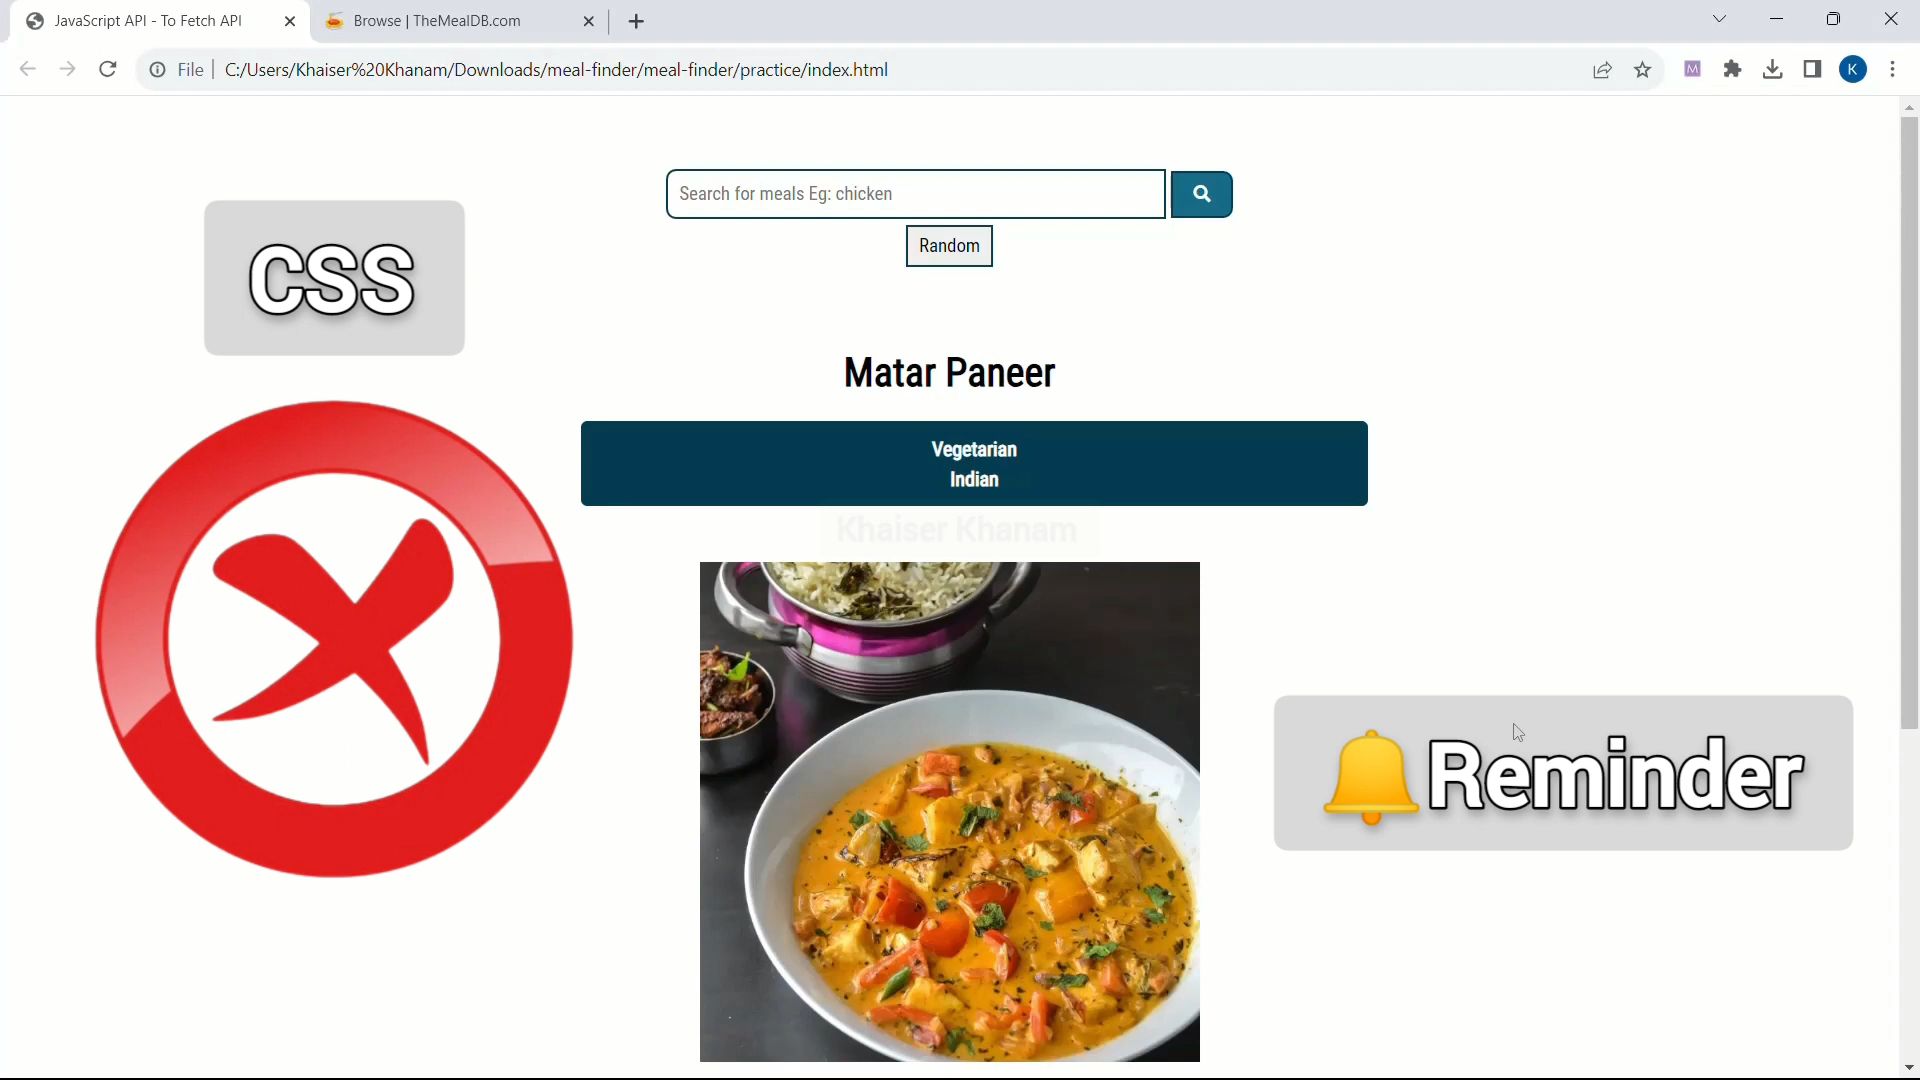 JavaScript API - To Fetch API
Browse | TheMealDB.com
File
C:/Users/Khaiser%20Khanam/Downloads/meal-finder/meal-finder/practice/index.html
M
K
Search for meals Eg: chicken
Random
CSS
Matar Paneer
Vegetarian
Indian
Khaiser Khanam
Reminder